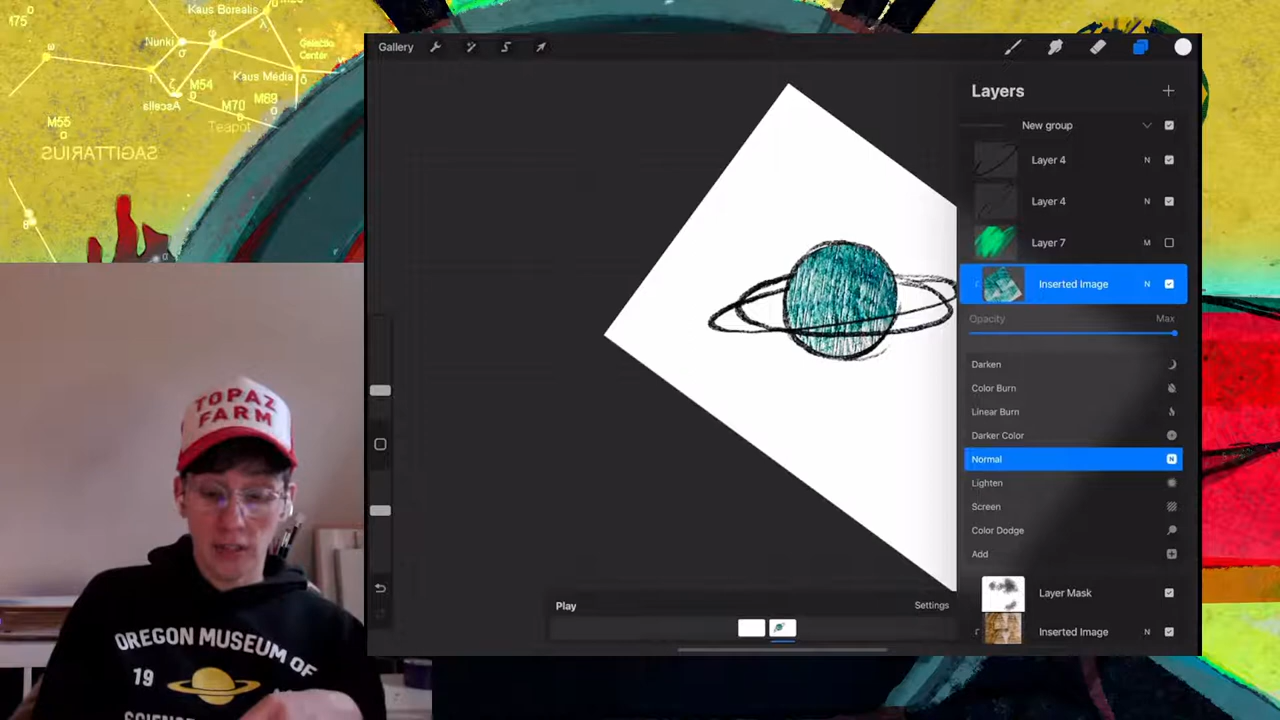 175
Kaus Borealis
Nunki
Galactic
Center
Kaus Média
M54
Ascella
M70
M69
M55
Teapot
SAGITTARIUS
TOPAZ
FARM
OREGON MUSEUM OF
19
Gallery
Layers
New group
Layer 4 N
Layer 4 N
Layer 7 M
Inserted Image N
Opacity Max
Darken
Color Burn
Linear Burn
Darker Color
Normal N
Lighten
Screen
Color Dodge
Add
Layer Mask
Inserted Image N
Play
Settings